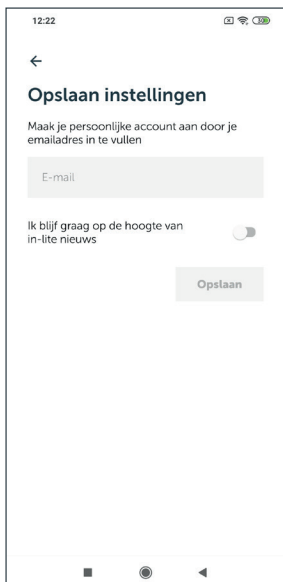 12:22
Opslaan instellingen
Maak je persoonlijke account aan door je
emailadres in te vullen
E-mail
Ik blijf graag op de hoogte van
in-lite nieuws
Opslaan